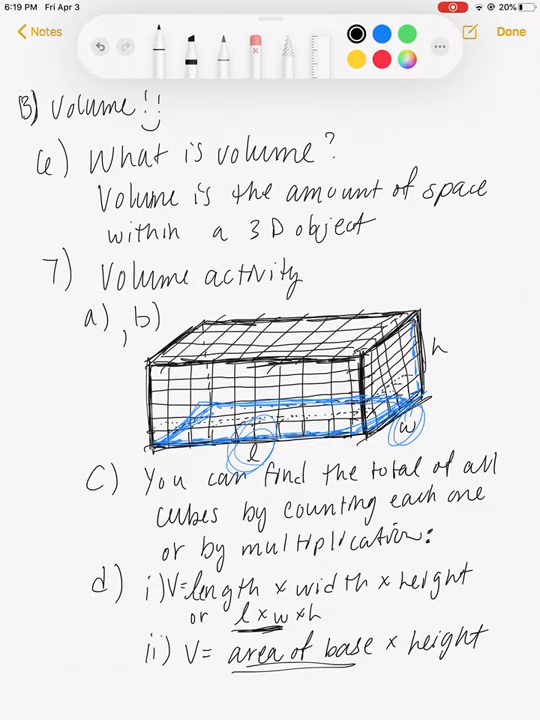 6:19 PM Fri Apr 3
20%
Notes
Done
B) Volume!!
6) What is volume?
Volume is the amount of space
within a 3D object
7) Volume activity
a), b)
h
l
w
c) You can find the total of all
cubes by counting each one
or by multiplication:
d) i) V=length x width x height
or l x w x h
ii) V= area of base x height